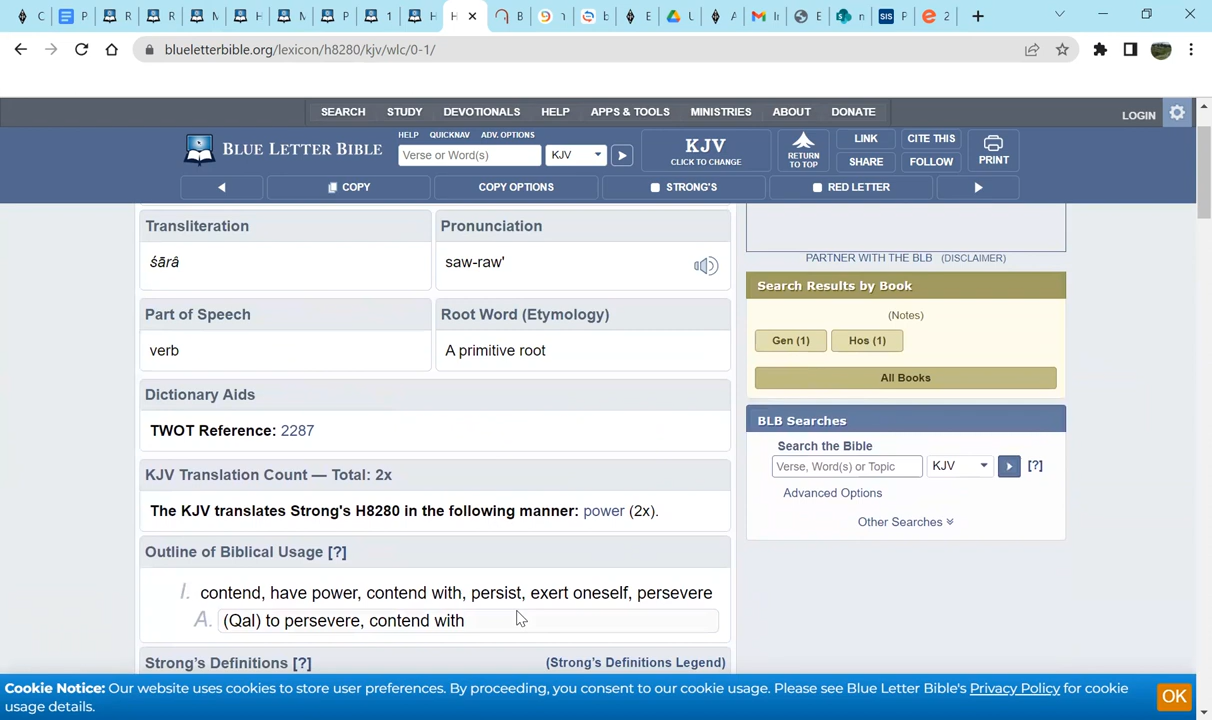 P
R
R
M
H
M
P
1
H
H
B
E
U
A
In
E
n
SIS P
2
blueletterbible.org/lexicon/h8280/kjv/wlc/0-1/
SEARCH STUDY DEVOTIONALS HELP APPS & TOOLS MINISTRIES ABOUT DONATE
LOGIN
HELP QUICKNAV ADV. OPTIONS
BLUE LETTER BIBLE
Verse or Word(s)
KJV
KJV
CLICK TO CHANGE
RETURN
TO TOP
LINK
CITE THIS
SHARE
FOLLOW
PRINT
COPY
COPY OPTIONS
STRONG'S
RED LETTER
Transliteration
Pronunciation
śārâ
saw-raw'
Part of Speech
Root Word (Etymology)
verb
A primitive root
Dictionary Aids
TWOT Reference: 2287
KJV Translation Count — Total: 2x
The KJV translates Strong's H8280 in the following manner: power (2x).
Outline of Biblical Usage [?]
I. contend, have power, contend with, persist, exert oneself, persevere
A. (Qal) to persevere, contend with
Strong's Definitions [?]
(Strong's Definitions Legend)
PARTNER WITH THE BLB (DISCLAIMER)
Search Results by Book
(Notes)
Gen (1)
Hos (1)
All Books
BLB Searches
Search the Bible
Verse, Word(s) or Topic
KJV
[?]
Advanced Options
Other Searches
Cookie Notice: Our website uses cookies to store user preferences. By proceeding, you consent to our cookie usage. Please see Blue Letter Bible's Privacy Policy for cookie
usage details.
OK